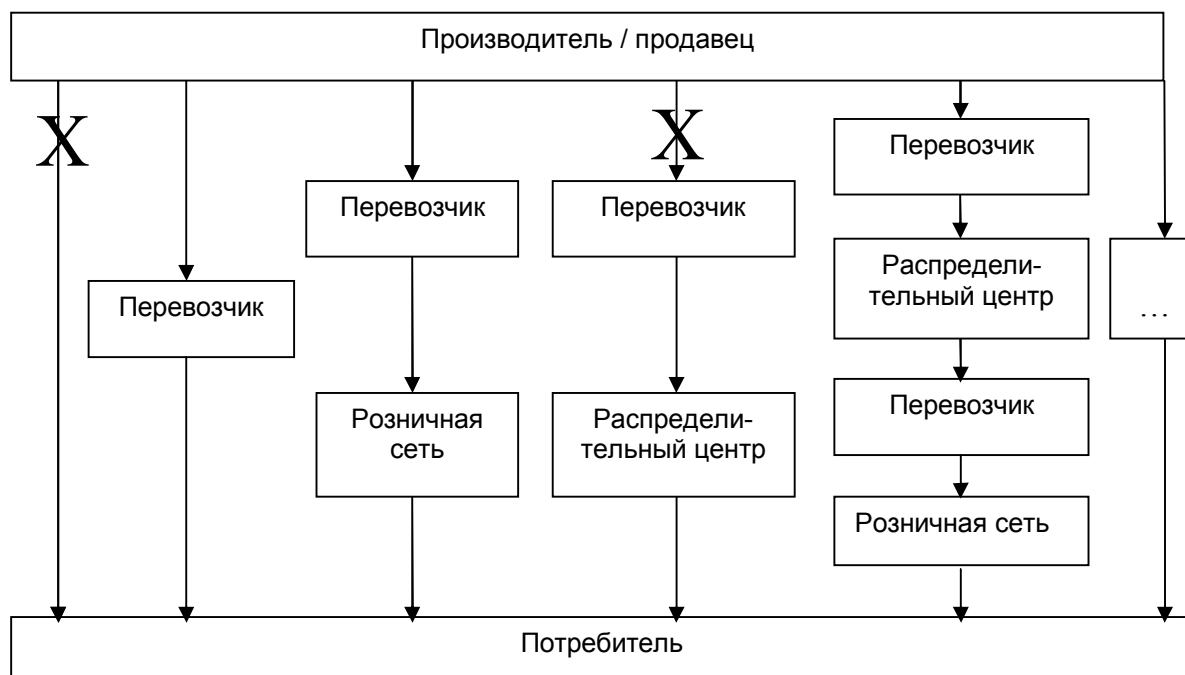 Производитель / продавец
X
X
Перевозчик
Перевозчик
Перевозчик
Распредели-
тельный центр
Перевозчик
...
Перевозчик
Розничная
сеть
Распредели-
тельный центр
Розничная сеть
Потребитель